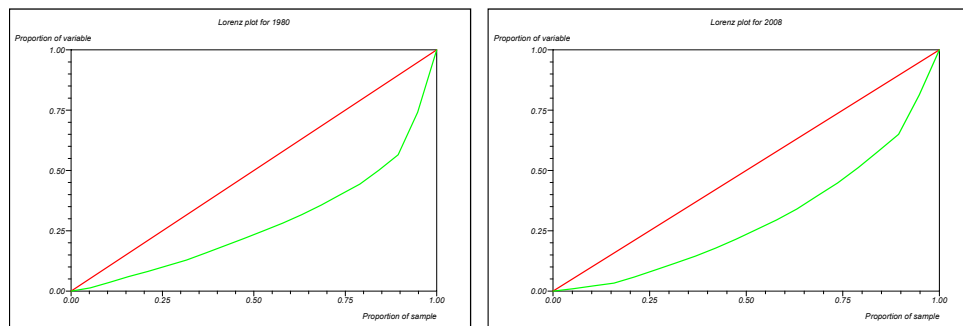 Lorenz plot for 1980
Proportion of variable
1.00
0.75
0.50
0.25
0.00
0.00 0.25 0.50 0.75 1.00
Proportion of sample
Lorenz plot for 2008
Proportion of variable
1.00
0.75
0.50
0.25
0.00
0.00 0.25 0.50 0.75 1.00
Proportion of sample